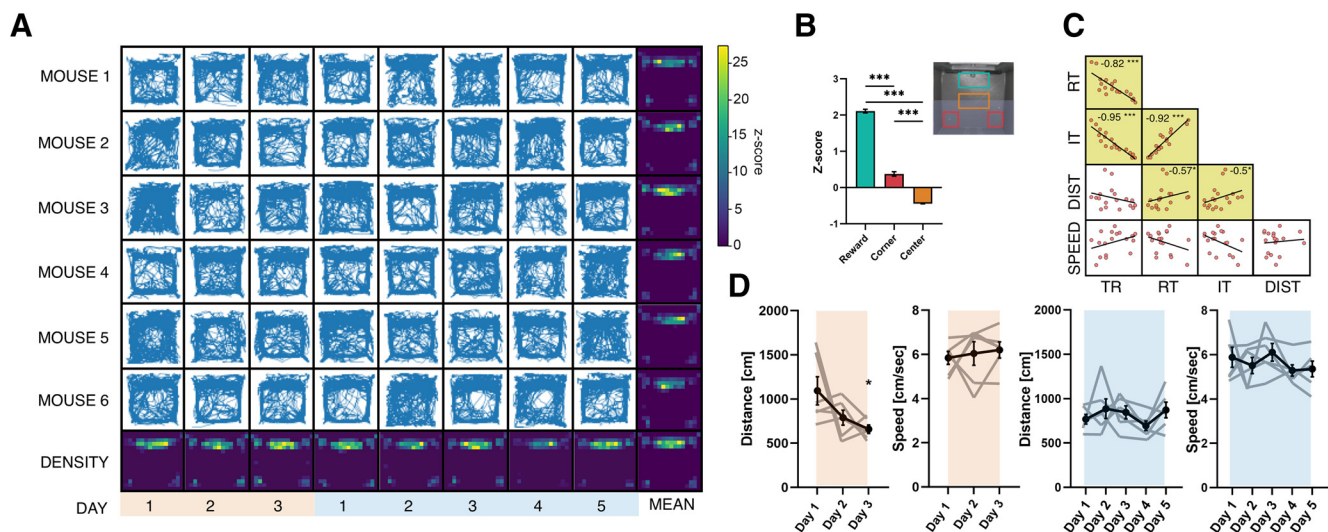 A
MOUSE 1
MOUSE 2
MOUSE 3
MOUSE 4
MOUSE 5
MOUSE 6
DENSITY
DAY
1 2 3 1 2 3 4 5 MEAN
25
20
15
10
5
0
z-score
B
Z-score
3
2
1
0
-1
***
***
***
Reward
Corner
Center
C
RT
IT
DIST
SPEED
-0.82 ***
-0.95 ***
-0.92 ***
-0.57*
-0.5*
TR RT IT DIST
D
Distance [cm]
2000
1500
1000
500
0
*
Day 1
Day 2
Day 3
Speed [cm/sec]
8
6
4
2
0
Day 1
Day 2
Day 3
Distance [cm]
2000
1500
1000
500
0
Day 1
Day 2
Day 3
Day 4
Day 5
Speed [cm/sec]
8
6
4
2
0
Day 1
Day 2
Day 3
Day 4
Day 5